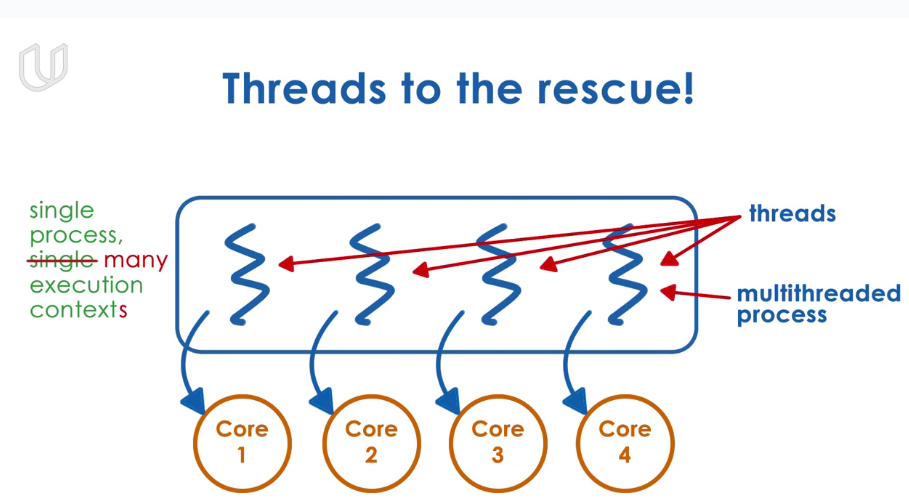 Threads to the rescue!
single
process,
single many
execution
contexts
threads
multithreaded
process
Core
1
Core
2
Core
3
Core
4